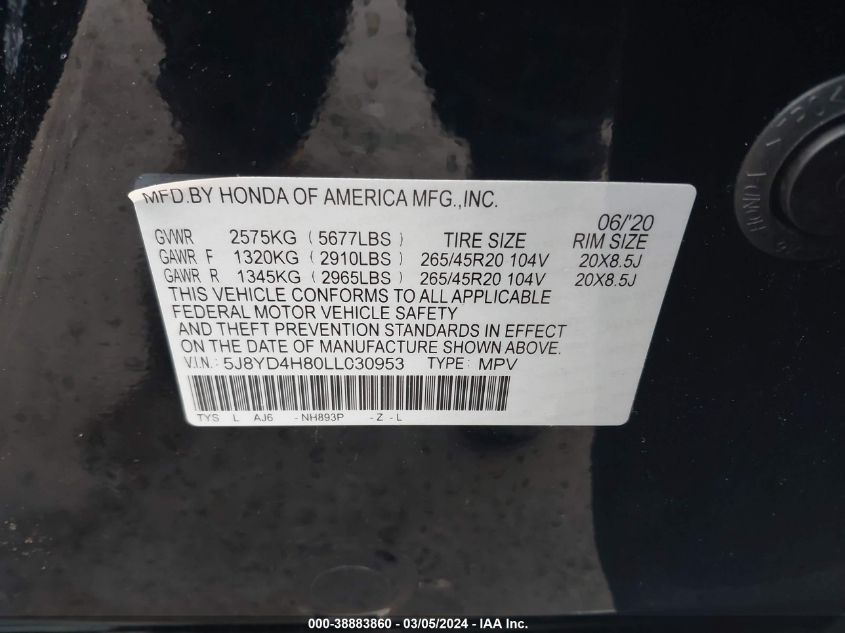 MFD.BY HONDA OF AMERICA MFG.,INC.
06/'20
GVWR 2575KG (5677LBS) TIRE SIZE RIM SIZE
GAWR F 1320KG (2910LBS) 265/45R20 104V 20X8.5J
GAWR R 1345KG (2965LBS) 265/45R20 104V 20X8.5J
THIS VEHICLE CONFORMS TO ALL APPLICABLE
FEDERAL MOTOR VEHICLE SAFETY
AND THEFT PREVENTION STANDARDS IN EFFECT
ON THE DATE OF MANUFACTURE SHOWN ABOVE.
V.I.N.: 5J8YD4H80LL030953 TYPE: MPV
TYS L AJ6 -NH893P -Z -L
000-38883860 - 03/05/2024 - IAA Inc.